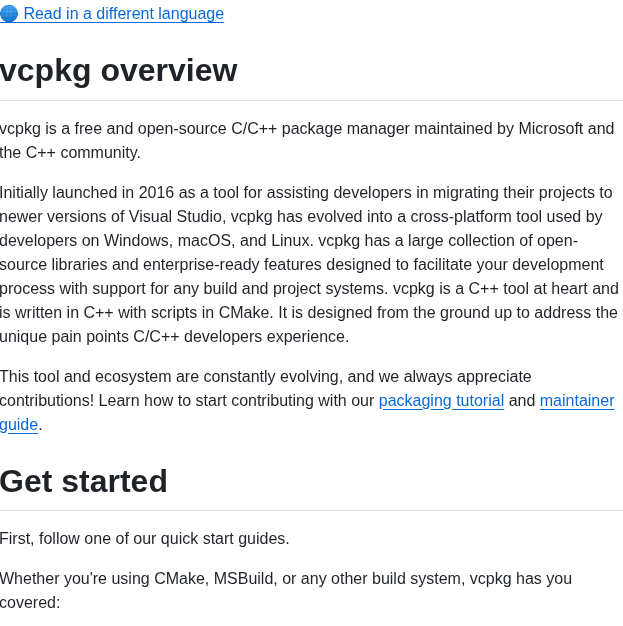 Read in a different language
vcpkg overview
vcpkg is a free and open-source C/C++ package manager maintained by Microsoft and
the C++ community.
Initially launched in 2016 as a tool for assisting developers in migrating their projects to
newer versions of Visual Studio, vcpkg has evolved into a cross-platform tool used by
developers on Windows, macOS, and Linux. vcpkg has a large collection of open-
source libraries and enterprise-ready features designed to facilitate your development
process with support for any build and project systems. vcpkg is a C++ tool at heart and
is written in C++ with scripts in CMake. It is designed from the ground up to address the
unique pain points C/C++ developers experience.
This tool and ecosystem are constantly evolving, and we always appreciate
contributions! Learn how to start contributing with our packaging tutorial and maintainer
guide.
Get started
First, follow one of our quick start guides.
Whether you're using CMake, MSBuild, or any other build system, vcpkg has you
covered: